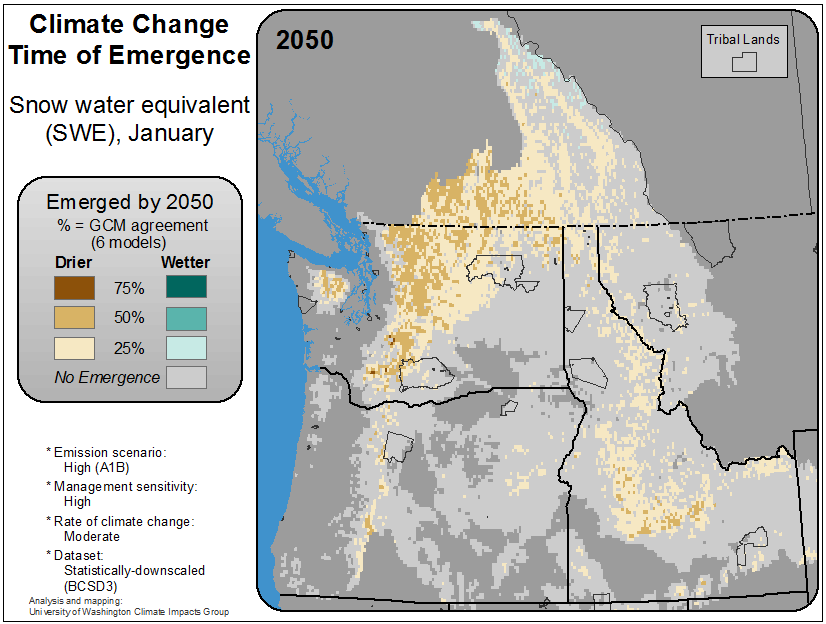 Climate Change
Time of Emergence
Snow water equivalent
(SWE), January
Emerged by 2050
% = GCM agreement
(6 models)
Drier Wetter
75%
50%
25%
No Emergence
* Emission scenario:
High (A1B)
* Management sensitivity:
High
* Rate of climate change:
Moderate
* Dataset:
Statistically-downscaled
(BCSD3)
Analysis and mapping:
University of Washington Climate Impacts Group
2050
Tribal Lands